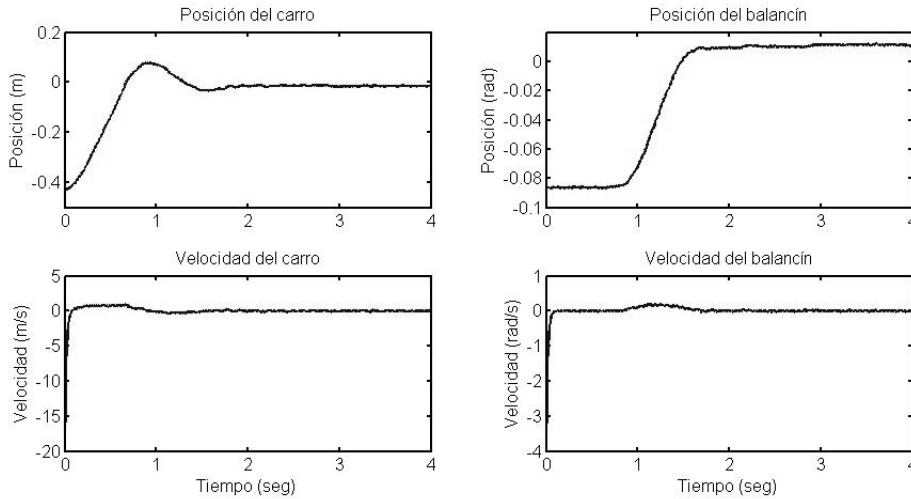 Posición del carro
Posición (m)
0.2
0
-0.2
-0.4
0 1 2 3 4
Posición del balancín
Posición (rad)
0
-0.02
-0.04
-0.06
-0.08
-0.1
0 1 2 3 4
Velocidad del carro
Velocidad (m/s)
5
0
-5
-10
-15
-20
0 1 2 3 4
Tiempo (seg)
Velocidad del balancín
Velocidad (rad/s)
1
0
-1
-2
-3
-4
0 1 2 3 4
Tiempo (seg)